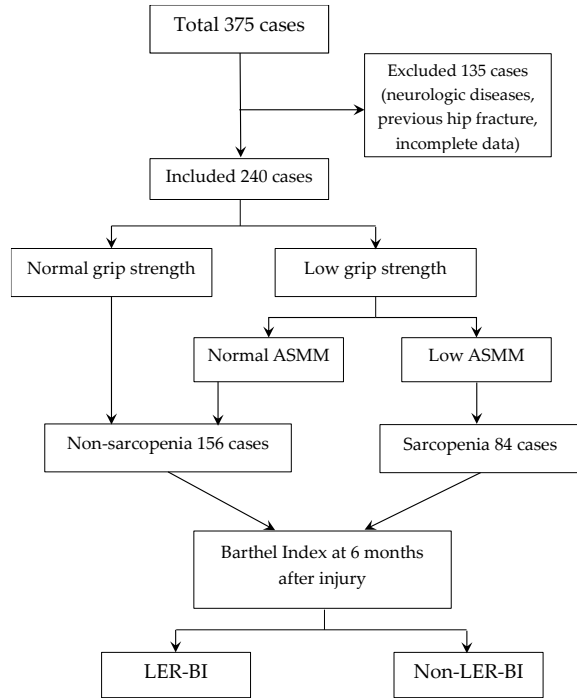 Total 375 cases
Excluded 135 cases
(neurologic diseases,
previous hip fracture,
incomplete data)
Included 240 cases
Normal grip strength
Low grip strength
Normal ASMM
Low ASMM
Non-sarcopenia 156 cases
Sarcopenia 84 cases
Barthel Index at 6 months
after injury
LER-BI
Non-LER-BI